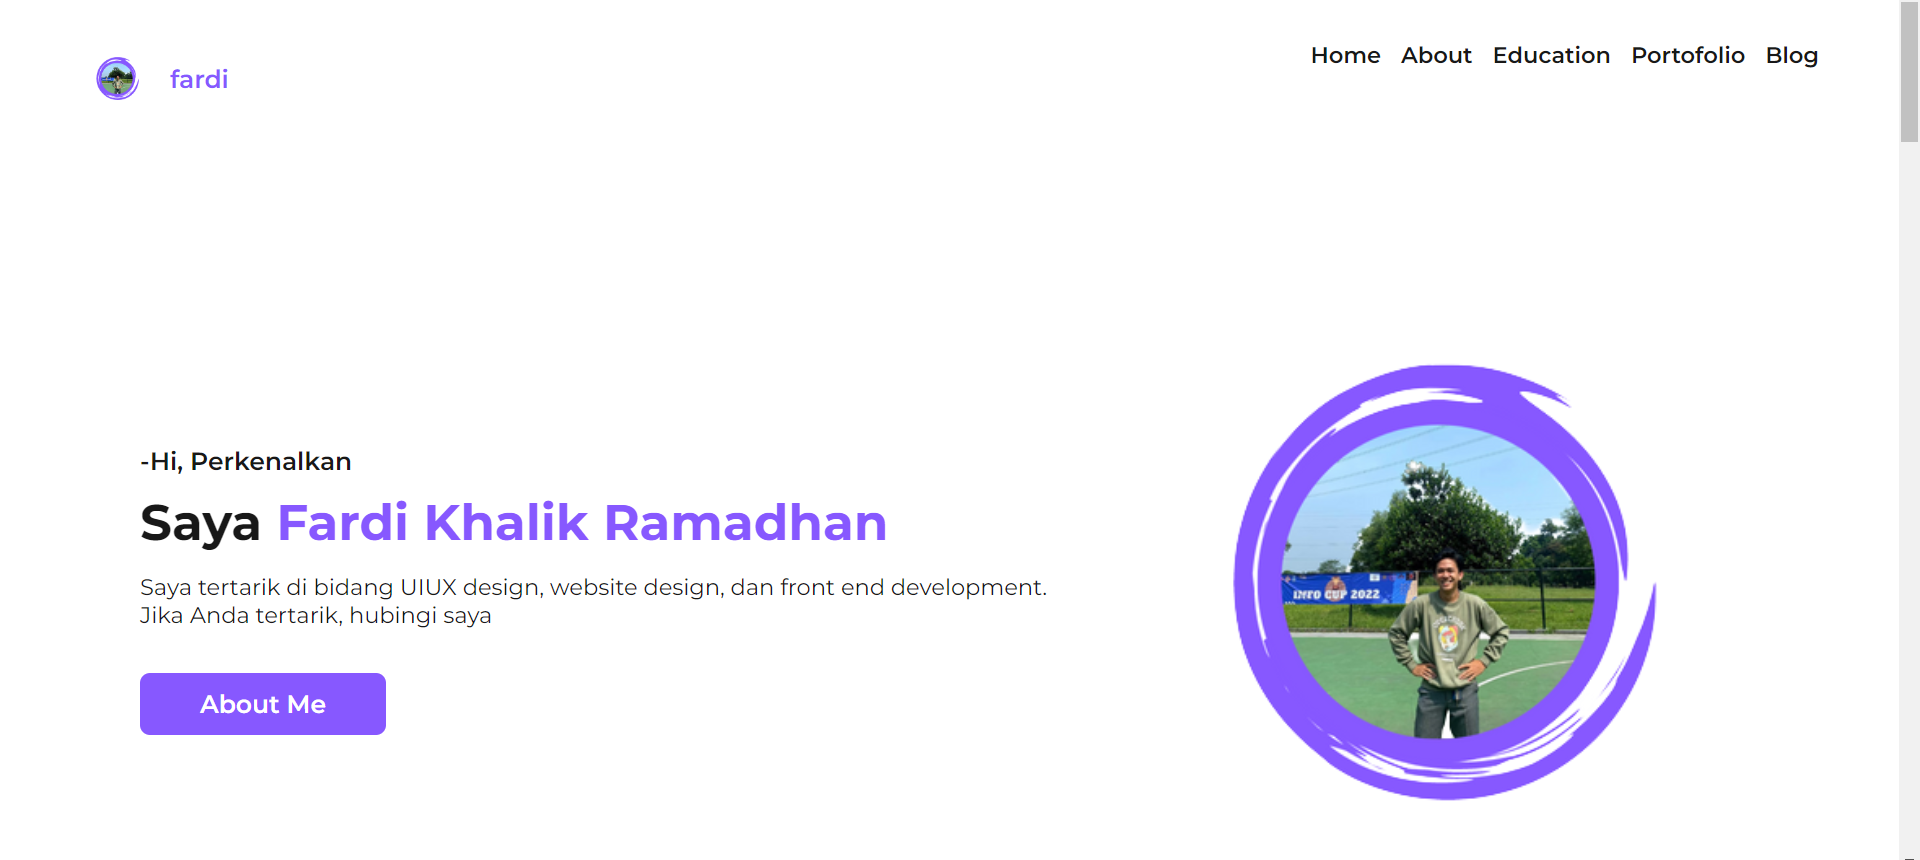 fardi
Home About Education Portofolio Blog
-Hi, Perkenalkan
Saya Fardi Khalik Ramadhan
Saya tertarik di bidang UIUX design, website design, dan front end development.
Jika Anda tertarik, hubingi saya
INFO CUP 2022
About Me